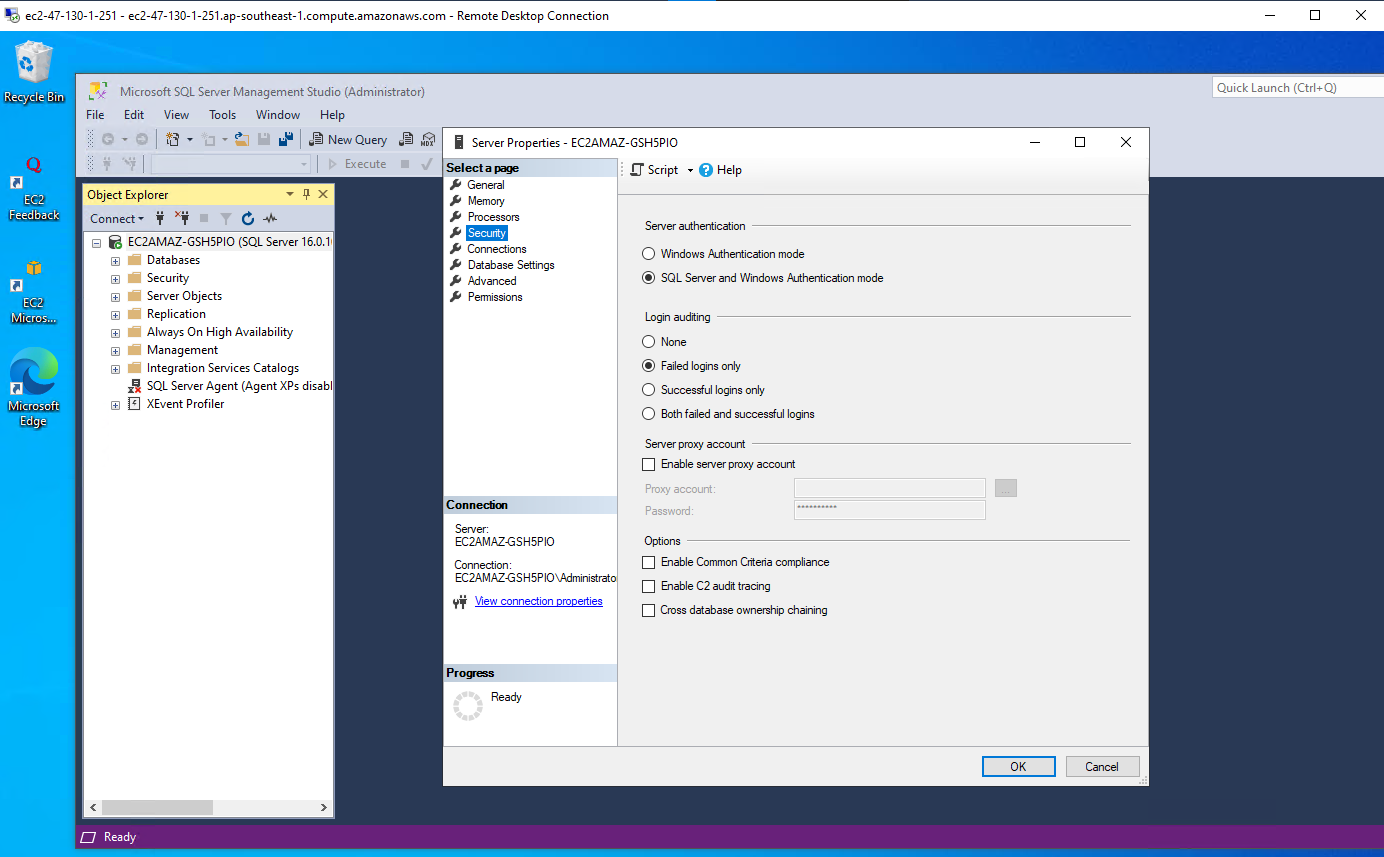 ec2-47-130-1-251 - ec2-47-130-1-251.ap-southeast-1.compute.amazonaws.com - Remote Desktop Connection
Recycle Bin
EC2
Feedback
EC2
Micros...
Microsoft
Edge
Microsoft SQL Server Management Studio (Administrator)
Quick Launch (Ctrl+Q)
File Edit View Tools Window Help
New Query
MDX
Execute
Object Explorer
Connect
EC2AMAZ-GSH5PIO (SQL Server 16.0.1
Databases
Security
Server Objects
Replication
Always On High Availability
Management
Integration Services Catalogs
SQL Server Agent (Agent XPs disabl
XEvent Profiler
Server Properties - EC2AMAZ-GSH5PIO
Select a page
General
Memory
Processors
Security
Connections
Database Settings
Advanced
Permissions
Connection
Server:
EC2AMAZ-GSH5PIO
Connection:
EC2AMAZ-GSH5PIO\Administrato
View connection properties
Progress
Ready
Script
Help
Server authentication
Windows Authentication mode
SQL Server and Windows Authentication mode
Login auditing
None
Failed logins only
Successful logins only
Both failed and successful logins
Server proxy account
Enable server proxy account
Proxy account:
...
Password:
**********
Options
Enable Common Criteria compliance
Enable C2 audit tracing
Cross database ownership chaining
OK
Cancel
Ready